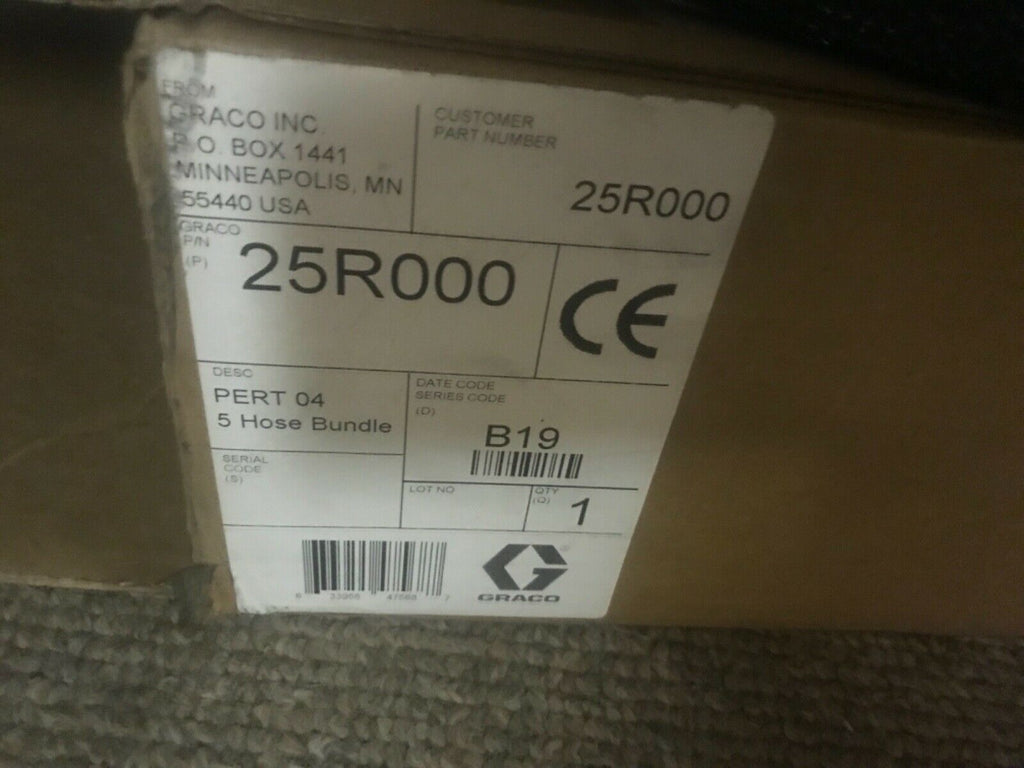 FROM
GRACO INC.
P.O. BOX 1441
MINNEAPOLIS, MN
55440 USA
CUSTOMER
PART NUMBER
25R000
GRACO
P/N
(P)
25R000
CE
DESC
PERT 04
5 Hose Bundle
DATE CODE
SERIES CODE
(D)
B19
SERIAL
CODE
(S)
LOT NO
QTY
(Q)
1
GRACO